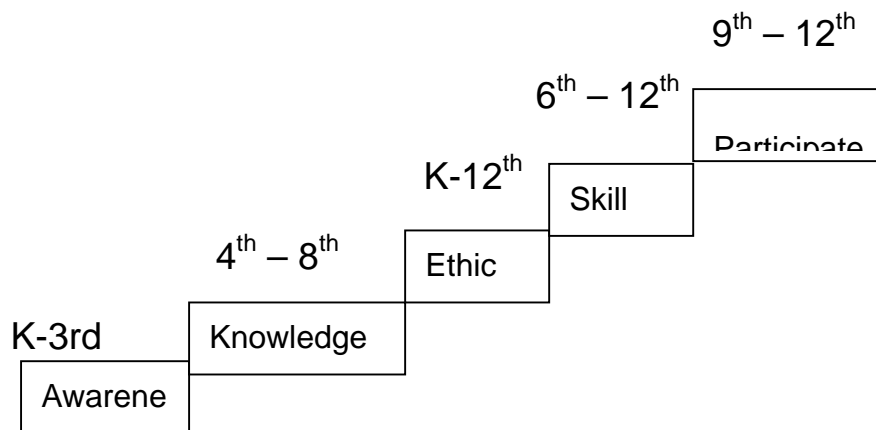 9th – 12th
6th – 12th
Participate
K-12th
Skill
4th – 8th
Ethic
K-3rd
Knowledge
Awarene